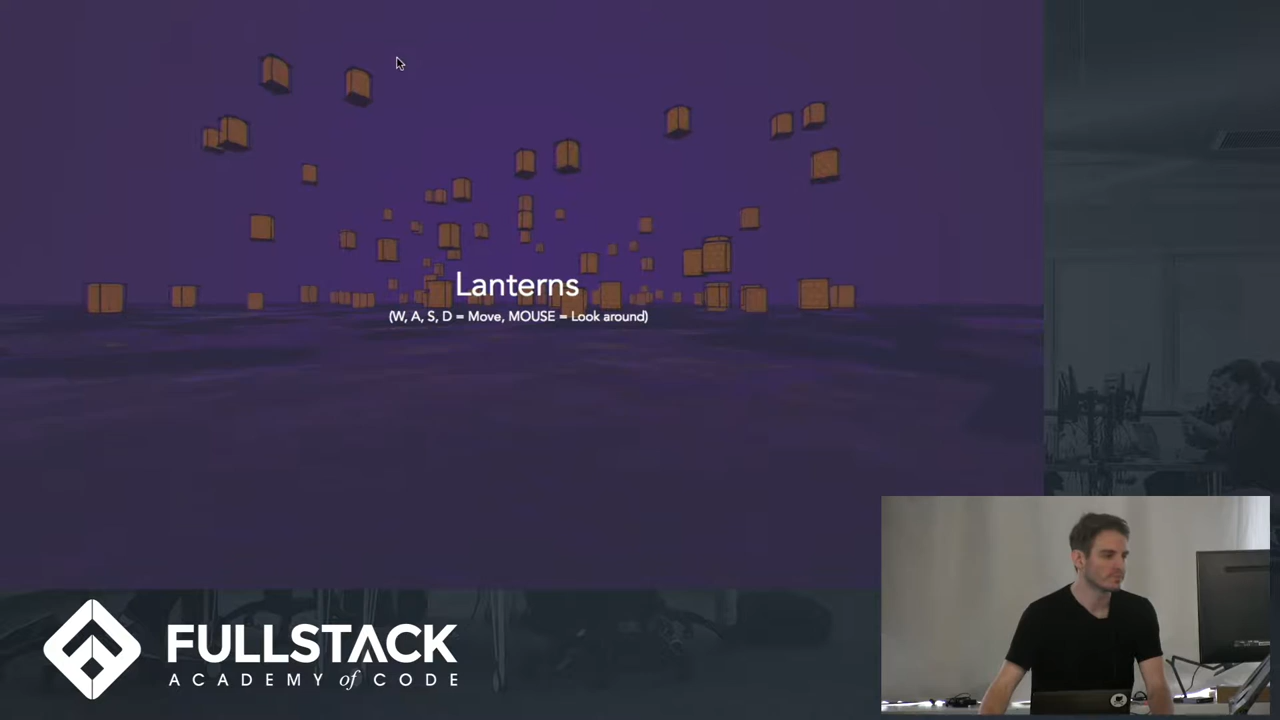 Lanterns
(W, A, S, D = Move, MOUSE = Look around)
FULLSTACK
ACADEMY of CODE